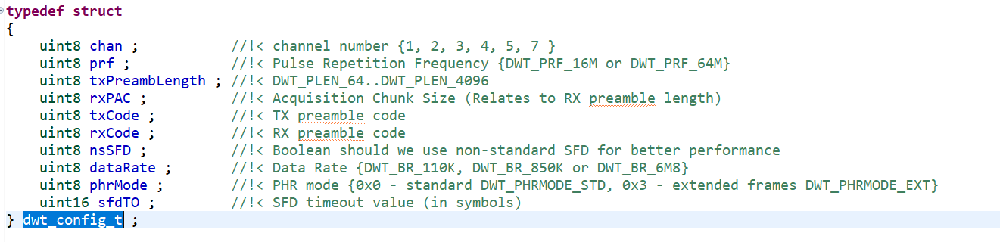 typedef struct
{
    uint8 chan ;           //!< channel number {1, 2, 3, 4, 5, 7 }
    uint8 prf ;            //!< Pulse Repetition Frequency {DWT_PRF_16M or DWT_PRF_64M}
    uint8 txPreambLength ; //!< DWT_PLEN_64..DWT_PLEN_4096
    uint8 rxPAC ;          //!< Acquisition Chunk Size (Relates to RX preamble length)
    uint8 txCode ;         //!< TX preamble code
    uint8 rxCode ;         //!< RX preamble code
    uint8 nsSFD ;          //!< Boolean should we use non-standard SFD for better performance
    uint8 dataRate ;       //!< Data Rate {DWT_BR_110K, DWT_BR_850K or DWT_BR_6M8}
    uint8 phrMode ;        //!< PHR mode {0x0 - standard DWT_PHRMODE_STD, 0x3 - extended frames DWT_PHRMODE_EXT}
    uint16 sfdTO ;         //!< SFD timeout value (in symbols)
} dwt_config_t ;